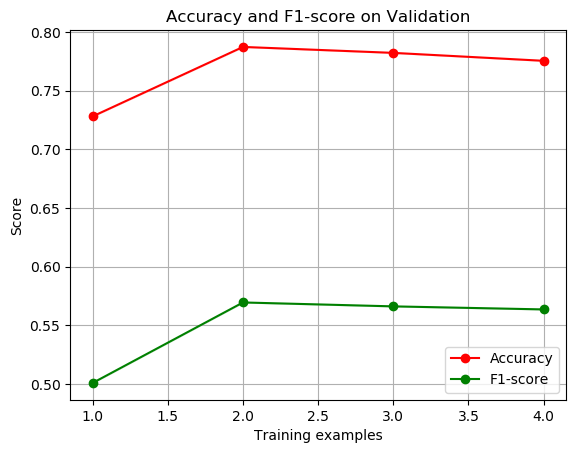 Accuracy and F1-score on Validation
0.80
0.75
0.70
0.65
0.60
0.55
0.50
Score
Accuracy
F1-score
1.0 1.5 2.0 2.5 3.0 3.5 4.0
Training examples